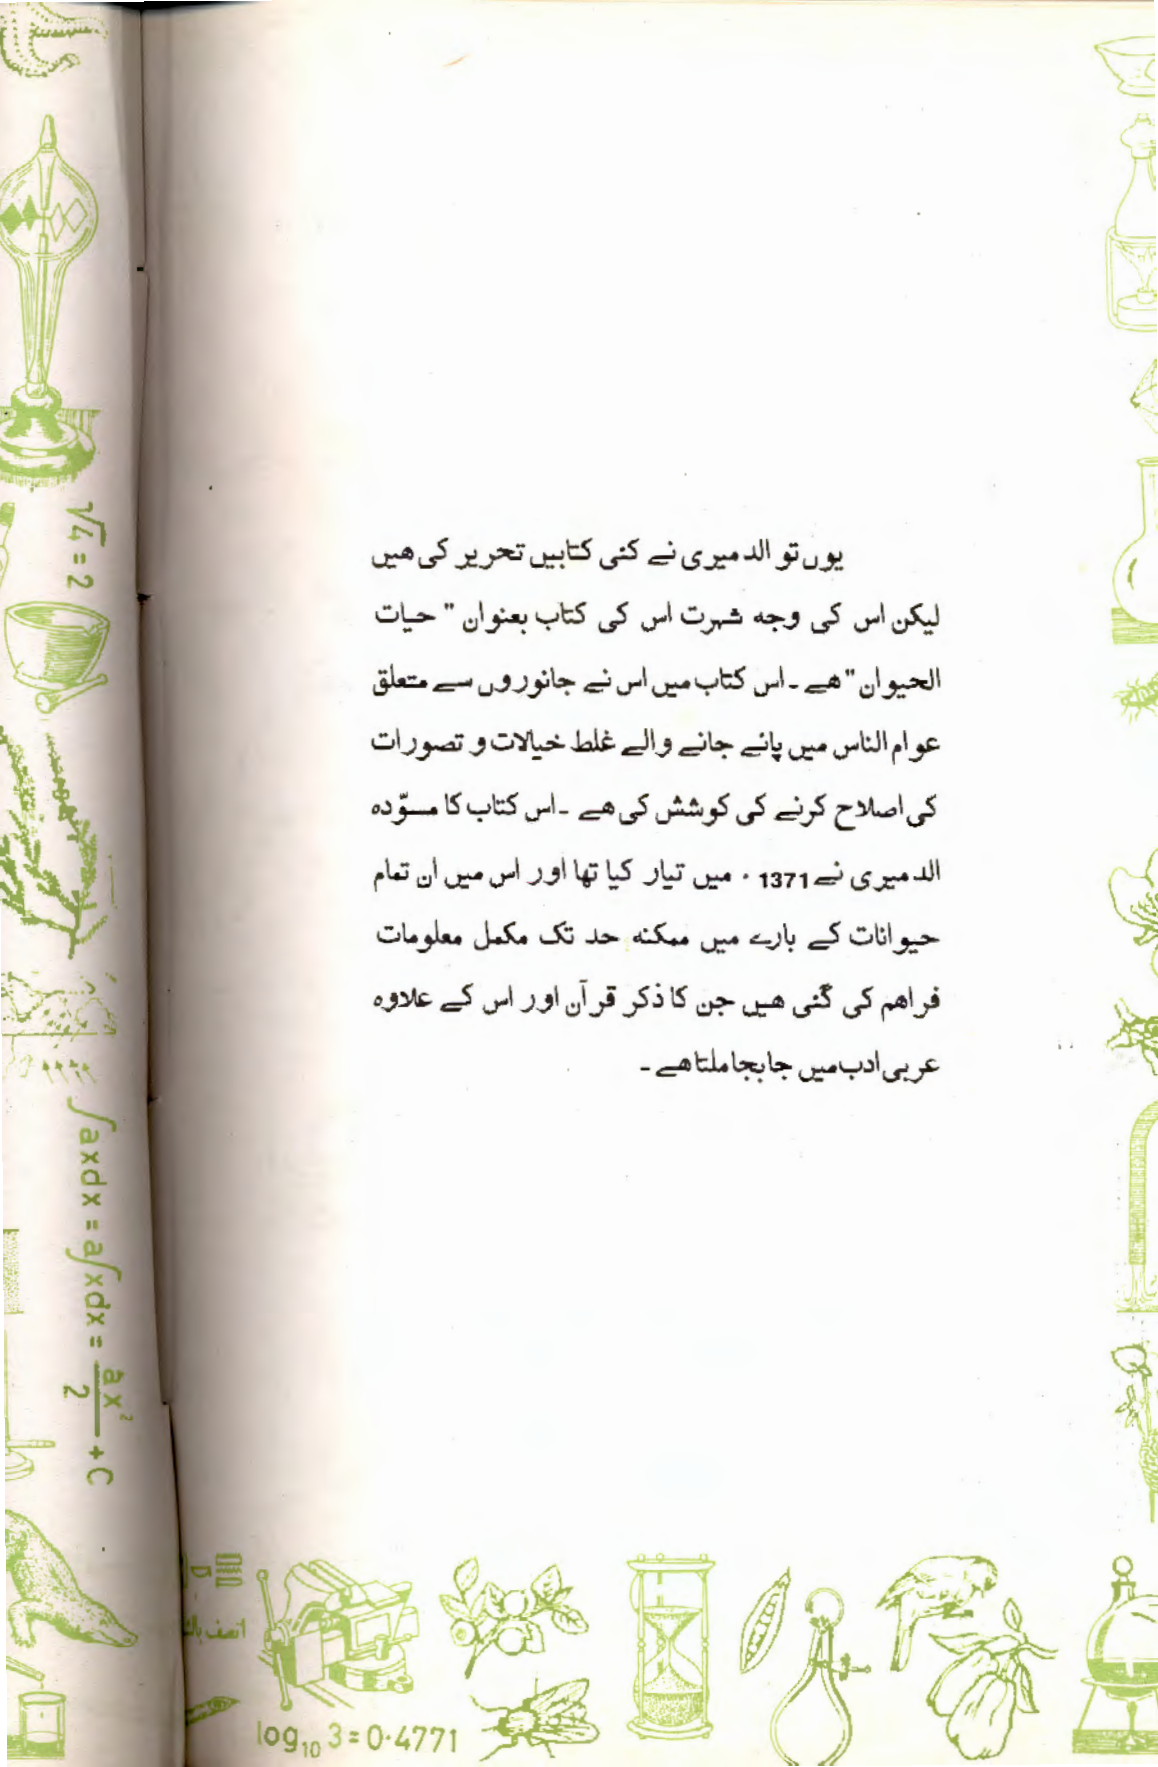 یوں تو الدمیری نے کئی کتابیں تحریر کی ھیں
لیکن اس کی وجه شہرت اس کی کتاب بعنوان " حیات
الحیوان" ھے ۔ اس کتاب میں اس نے جانوروں سے متعلق
عوام الناس میں پائے جانے والے غلط خیالات و تصورات
کی اصلاح کرنے کی کوشش کی ھے ۔ اس کتاب کا مسوّدہ
الدمیری نے 1371ء میں تیار کیا تھا اور اس میں ان تمام
حیوانات کے بارے میں ممکنه حد تک مکمل معلومات
فراھم کی گئی ھیں جن کا ذکر قرآن اور اس کے علاوہ
عربی ادب میں جابجا ملتا ھے ۔
√4 = 2
∫axdx = a∫xdx = ax²/2 + C
log₁₀ 3 = 0·4771